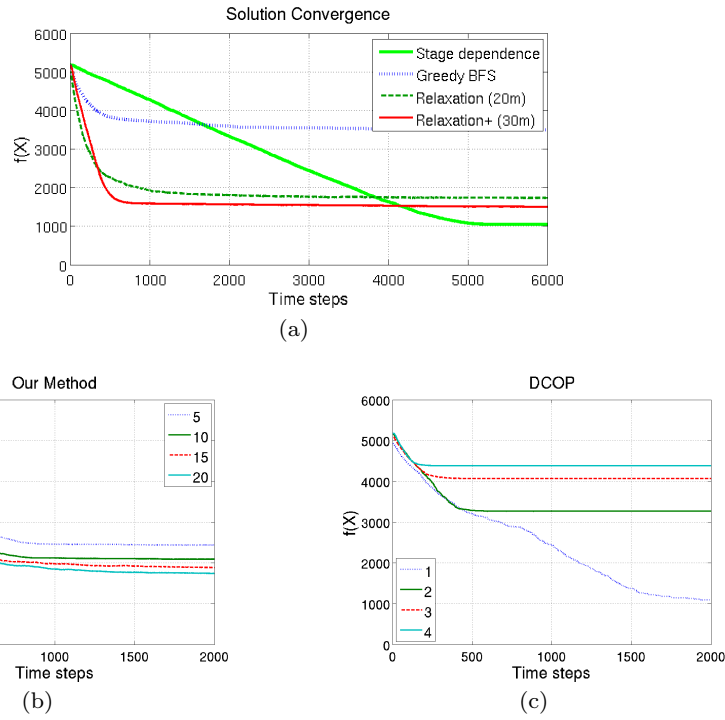 Solution Convergence
6000
5000
4000
3000
2000
1000
0
f(X)
Stage dependence
Greedy BFS
Relaxation (20m)
Relaxation+ (30m)
0 1000 2000 3000 4000 5000 6000
Time steps
(a)
Our Method
5
10
15
20
1000 1500 2000
Time steps
(b)
DCOP
6000
5000
4000
3000
2000
1000
0
f(X)
1
2
3
4
0 500 1000 1500 2000
Time steps
(c)